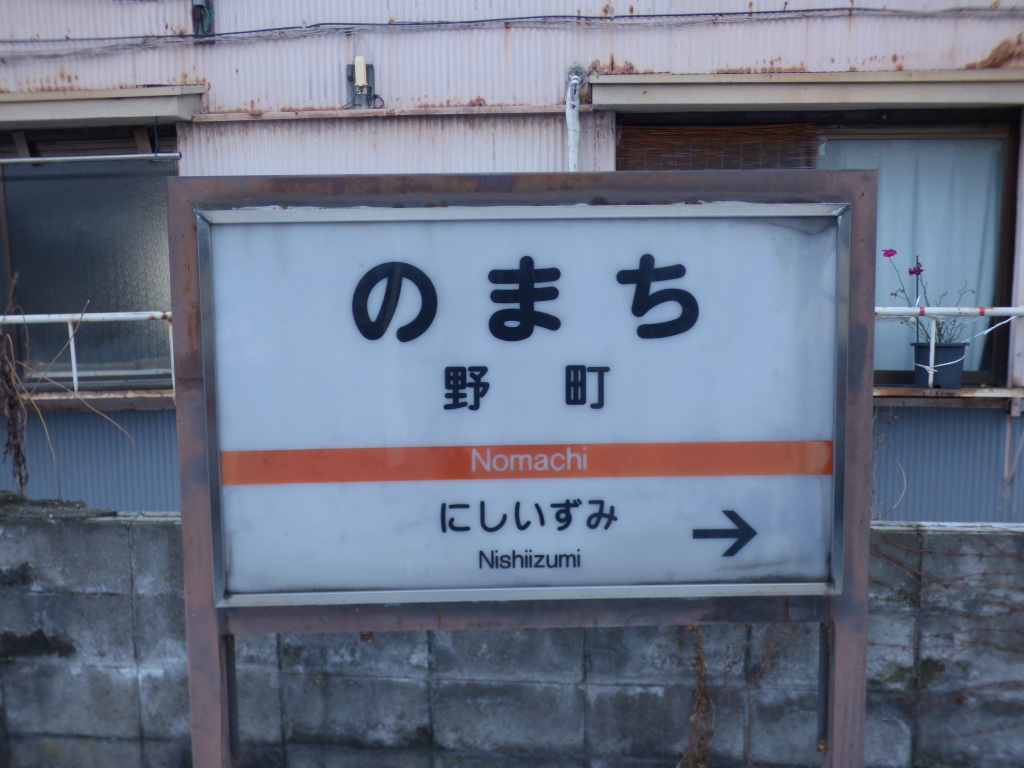 のまち
野町
Nomachi
にしいずみ →
Nishiizumi